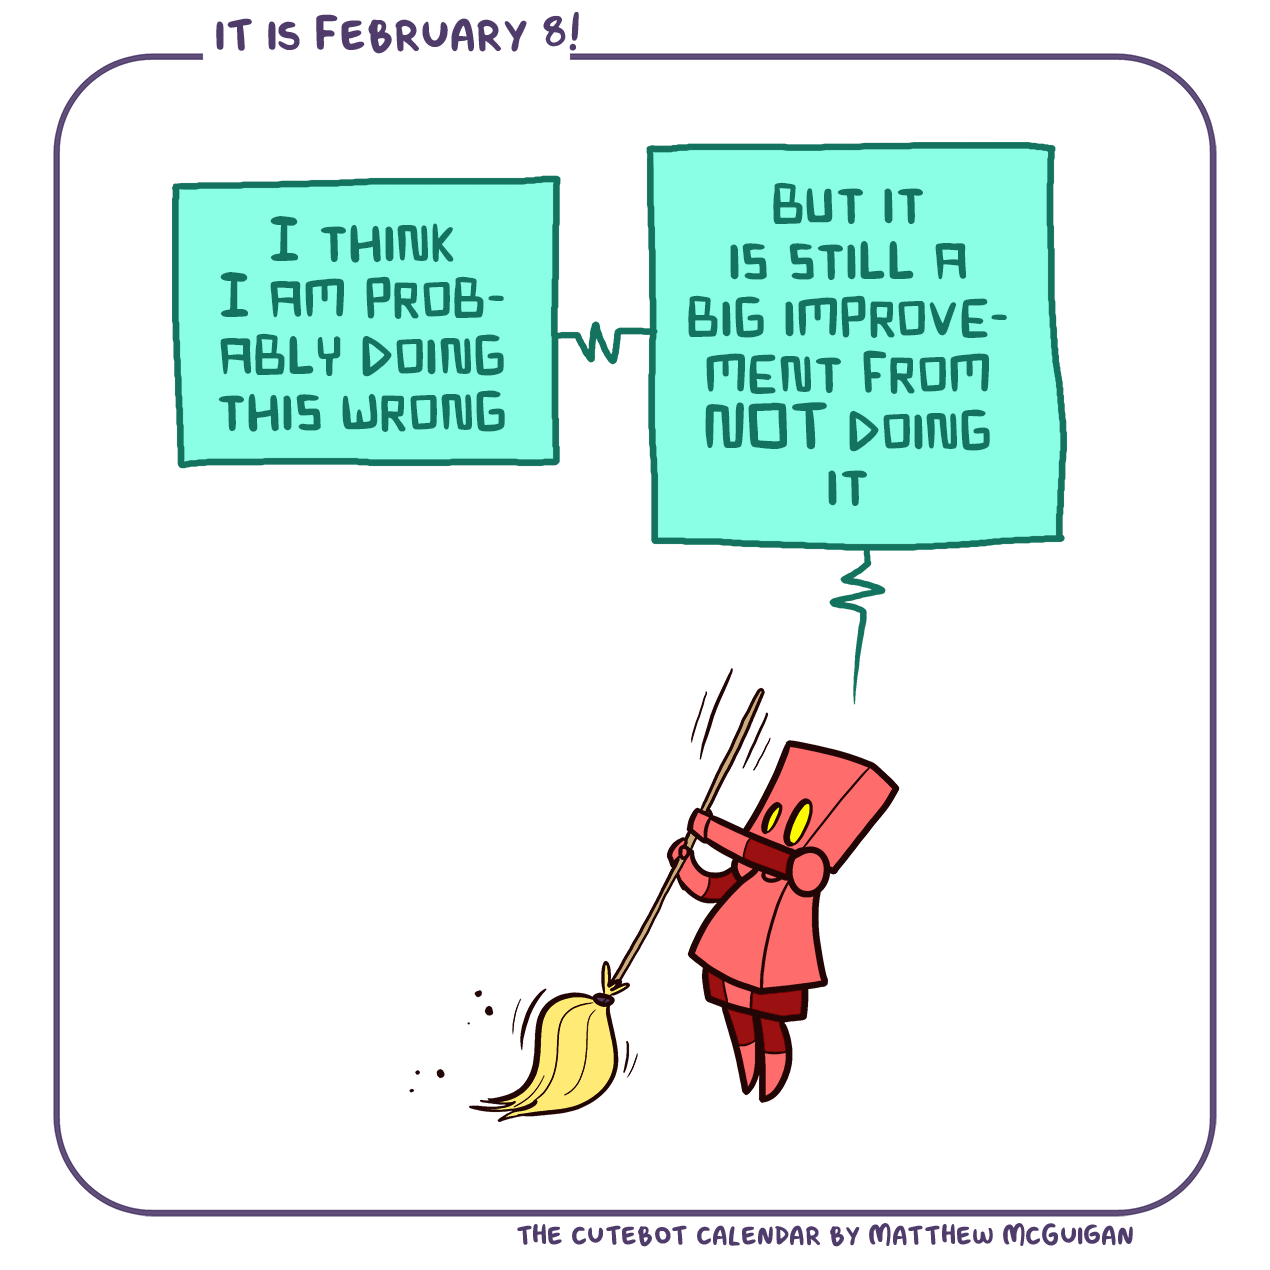 IT IS FEBRUARY 8!
I THINK
I AM PROB-
ABLY DOING
THIS WRONG
BUT IT
IS STILL A
BIG IMPROVE-
MENT FROM
NOT DOING
IT
THE CUTEBOT CALENDAR BY MATTHEW MCGUIGAN